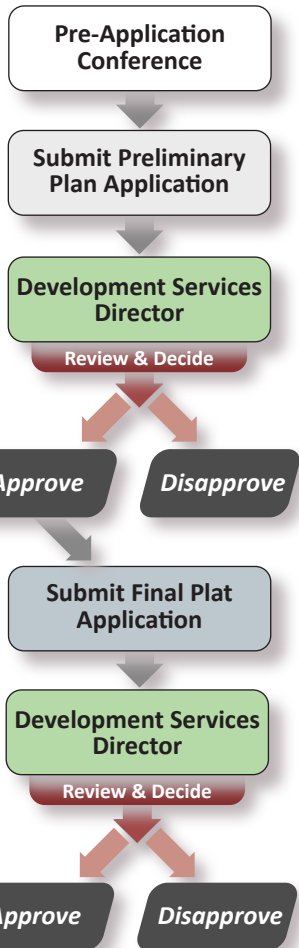 Pre-Application
Conference
Submit Preliminary
Plan Application
Development Services
Director
Review & Decide
Approve
Disapprove
Submit Final Plat
Application
Development Services
Director
Review & Decide
Approve
Disapprove